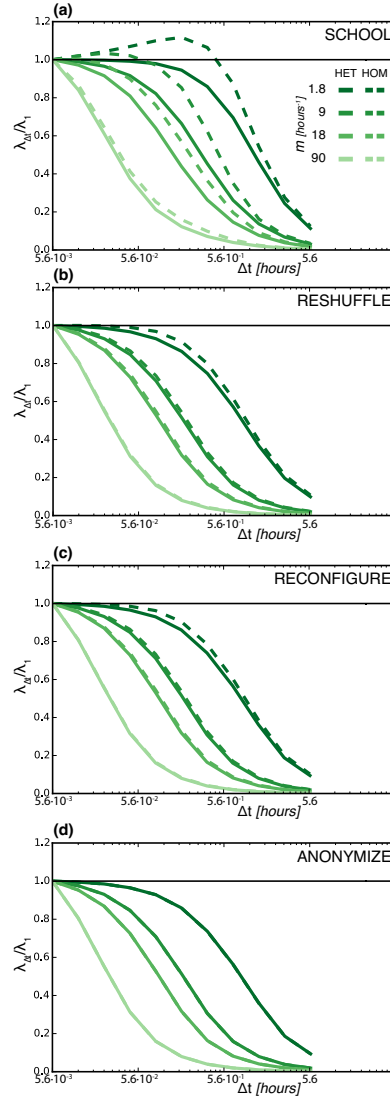 (a)
SCHOOL
HET HOM
m [hours⁻¹]
1.8
9
18
90
1.2
1.0
0.8
0.6
0.4
0.2
0.0
λΔt/λ1
5.6·10⁻³ 5.6·10⁻² 5.6·10⁻¹ 5.6
Δt [hours]
(b)
RESHUFFLE
1.2
1.0
0.8
0.6
0.4
0.2
0.0
λΔt/λ1
5.6·10⁻³ 5.6·10⁻² 5.6·10⁻¹ 5.6
Δt [hours]
(c)
RECONFIGURE
1.2
1.0
0.8
0.6
0.4
0.2
0.0
λΔt/λ1
5.6·10⁻³ 5.6·10⁻² 5.6·10⁻¹ 5.6
Δt [hours]
(d)
ANONYMIZE
1.2
1.0
0.8
0.6
0.4
0.2
0.0
λΔt/λ1
5.6·10⁻³ 5.6·10⁻² 5.6·10⁻¹ 5.6
Δt [hours]